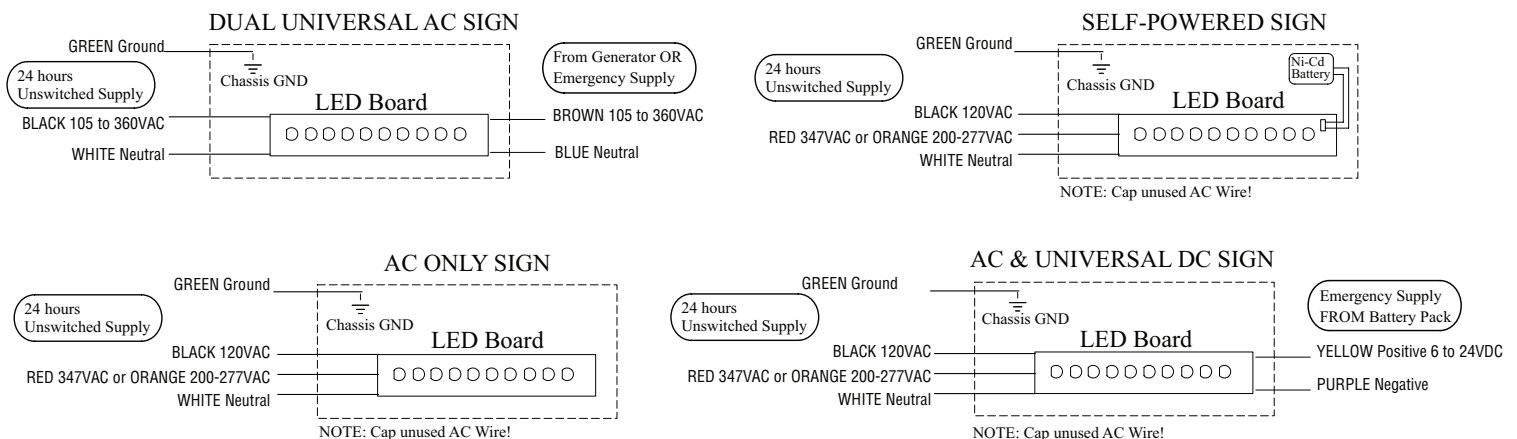 DUAL UNIVERSAL AC SIGN
GREEN Ground
24 hours
Unswitched Supply
Chassis GND
From Generator OR
Emergency Supply
LED Board
BLACK 105 to 360VAC
BROWN 105 to 360VAC
WHITE Neutral
BLUE Neutral
SELF-POWERED SIGN
GREEN Ground
24 hours
Unswitched Supply
Chassis GND
Ni-Cd
Battery
LED Board
BLACK 120VAC
RED 347VAC or ORANGE 200-277VAC
WHITE Neutral
NOTE: Cap unused AC Wire!
AC ONLY SIGN
GREEN Ground
24 hours
Unswitched Supply
Chassis GND
LED Board
BLACK 120VAC
RED 347VAC or ORANGE 200-277VAC
WHITE Neutral
NOTE: Cap unused AC Wire!
AC & UNIVERSAL DC SIGN
GREEN Ground
24 hours
Unswitched Supply
Chassis GND
Emergency Supply
FROM Battery Pack
LED Board
BLACK 120VAC
YELLOW Positive 6 to 24VDC
RED 347VAC or ORANGE 200-277VAC
PURPLE Negative
WHITE Neutral
NOTE: Cap unused AC Wire!